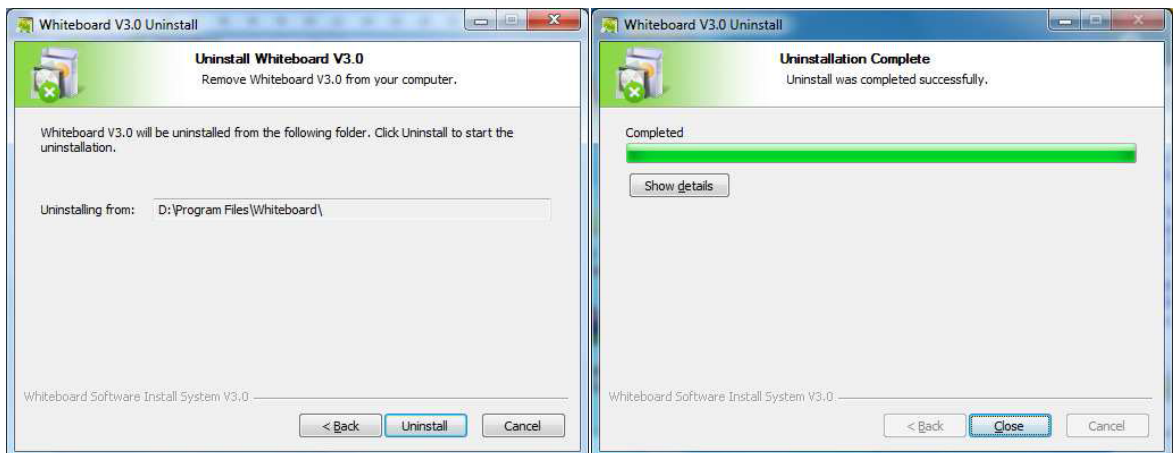 Whiteboard V3.0 Uninstall
Uninstall Whiteboard V3.0
Remove Whiteboard V3.0 from your computer.
Whiteboard V3.0 will be uninstalled from the following folder. Click Uninstall to start the
uninstallation.
Uninstalling from: D:\Program Files\Whiteboard\
Whiteboard Software Install System V3.0
< Back Uninstall Cancel
Whiteboard V3.0 Uninstall
Uninstallation Complete
Uninstall was completed successfully.
Completed
Show details
Whiteboard Software Install System V3.0
< Back Close Cancel